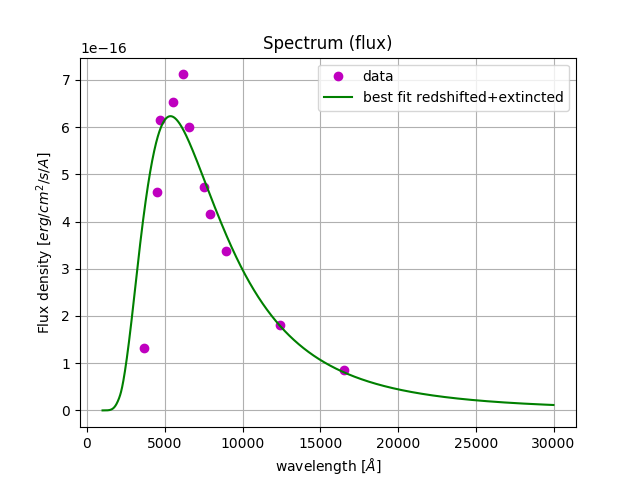 Spectrum (flux)
1e−16
data
best fit redshifted+extincted
7
6
5
4
3
2
1
0
Flux density [erg/cm²/s/A]
0 5000 10000 15000 20000 25000 30000
wavelength [Å]